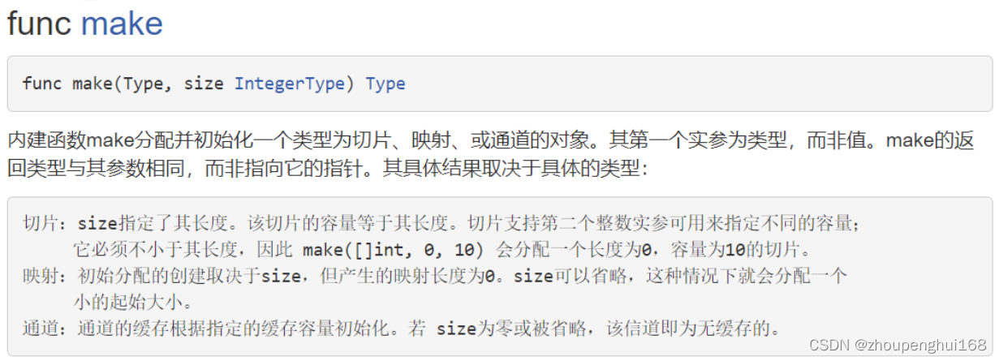 func make
func make(Type, size IntegerType) Type
内建函数make分配并初始化一个类型为切片、映射、或通道的对象。其第一个实参为类型，而非值。make的返
回类型与其参数相同，而非指向它的指针。其具体结果取决于具体的类型：
切片：size指定了其长度。该切片的容量等于其长度。切片支持第二个整数实参可用来指定不同的容量；
它必须不小于其长度，因此 make([]int, 0, 10) 会分配一个长度为0，容量为10的切片。
映射：初始分配的创建取决于size，但产生的映射长度为0。size可以省略，这种情况下就会分配一个
小的起始大小。
通道：通道的缓存根据指定的缓存容量初始化。若 size为零或被省略，该信道即为无缓存的。
CSDN @zhoupenghui168